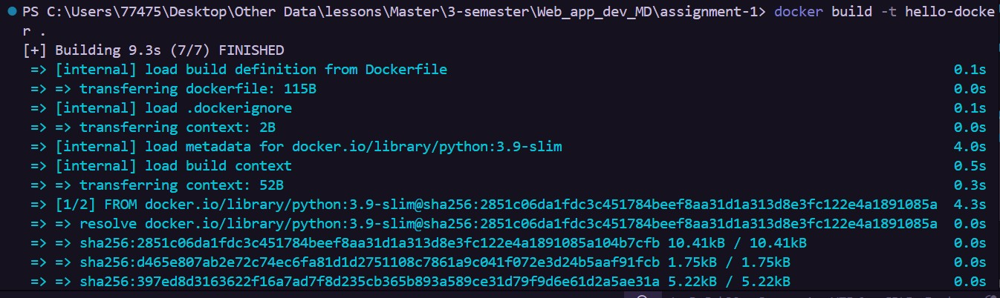 PS C:\Users\77475\Desktop\Other Data\lessons\Master\3-semester\Web_app_dev_MD\assignment-1> docker build -t hello-docke
r .
[+] Building 9.3s (7/7) FINISHED
=> [internal] load build definition from Dockerfile 0.1s
=> => transferring dockerfile: 115B 0.0s
=> [internal] load .dockerignore 0.1s
=> => transferring context: 2B 0.0s
=> [internal] load metadata for docker.io/library/python:3.9-slim 4.0s
=> [internal] load build context 0.5s
=> => transferring context: 52B 0.3s
=> [1/2] FROM docker.io/library/python:3.9-slim@sha256:2851c06da1fdc3c451784beef8aa31d1a313d8e3fc122e4a1891085a 4.3s
=> => resolve docker.io/library/python:3.9-slim@sha256:2851c06da1fdc3c451784beef8aa31d1a313d8e3fc122e4a1891085a 0.0s
=> => sha256:2851c06da1fdc3c451784beef8aa31d1a313d8e3fc122e4a1891085a104b7cfb 10.41kB / 10.41kB 0.0s
=> => sha256:d465e807ab2e72c74ec6fa81d1d2751108c7861a9c041f072e3d24b5aaf91fcb 1.75kB / 1.75kB 0.0s
=> => sha256:397ed8d3163622f16a7ad7f8d235cb365b893a589ce31d79f9d6e61d2a5ae31a 5.22kB / 5.22kB 0.0s